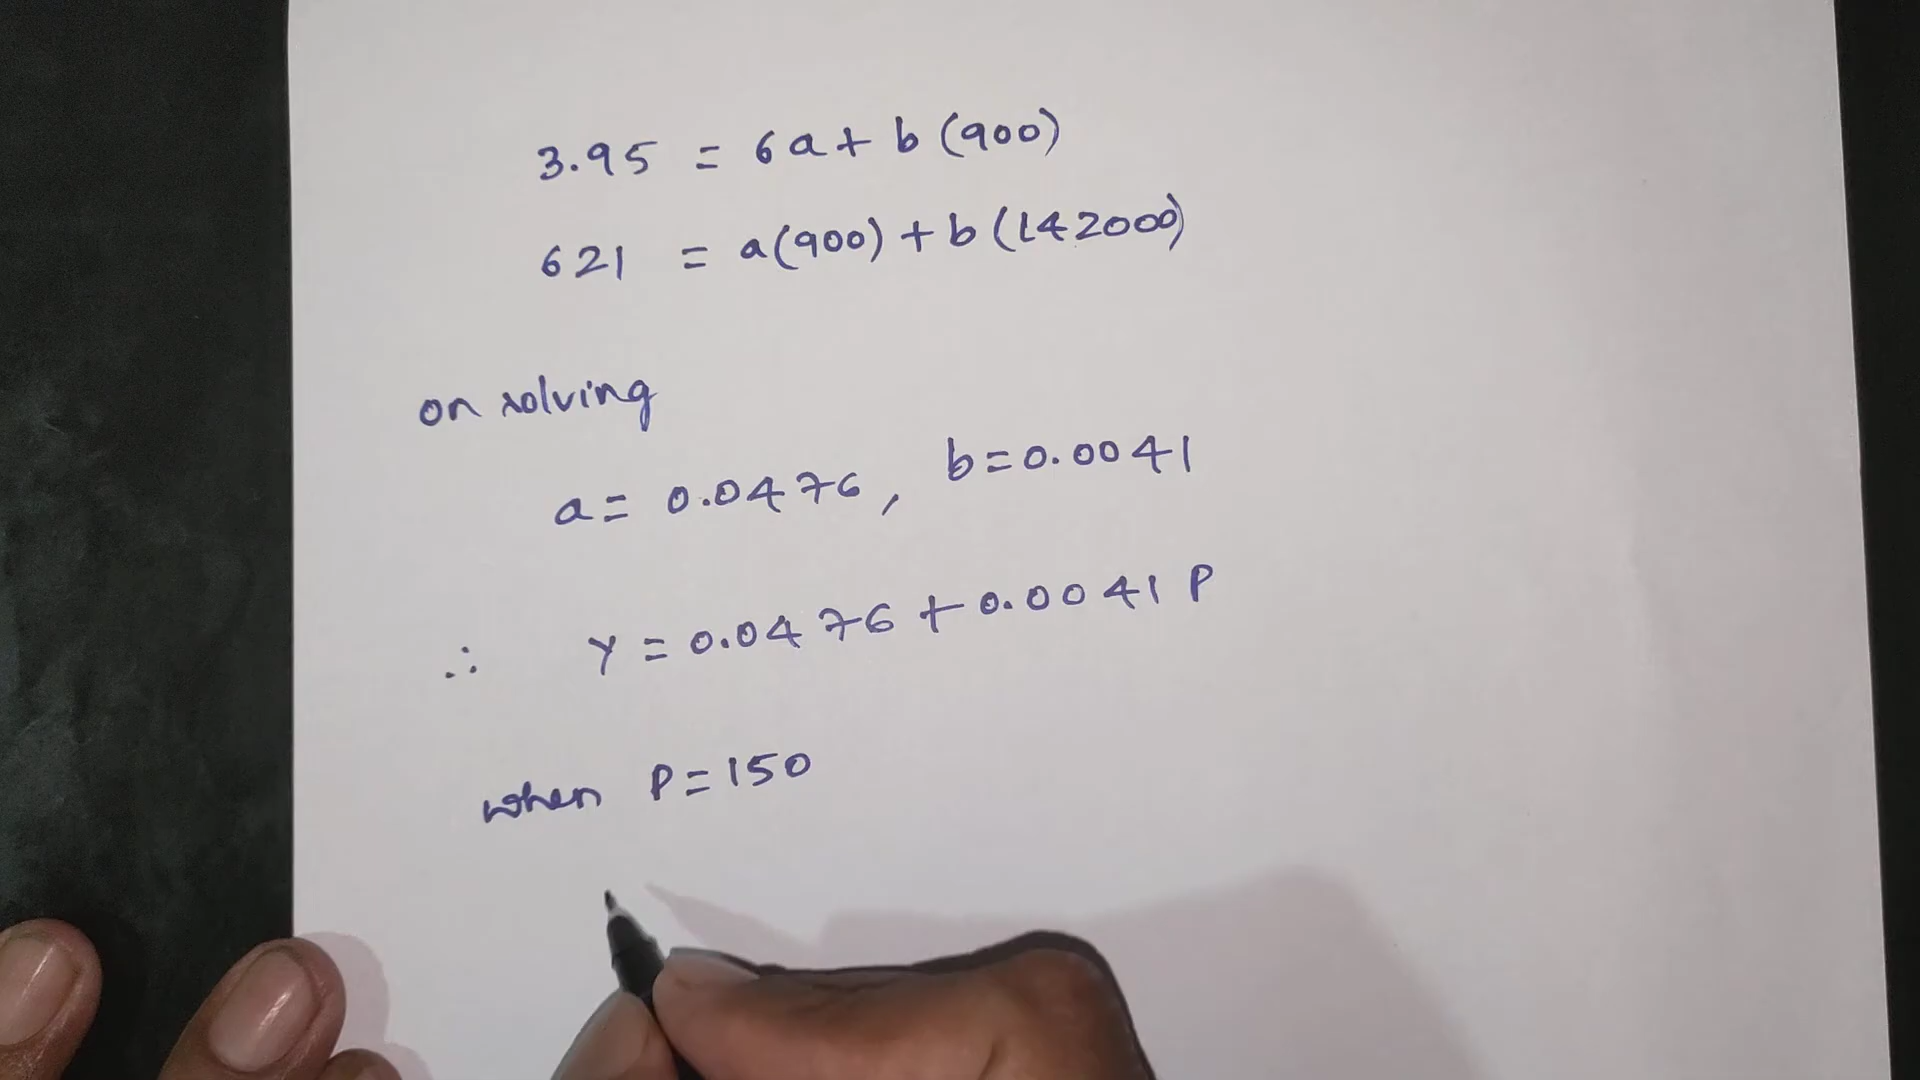 3.95 = 6a + b (900)
621 = a(900) + b (142000)
on solving
a = 0.0476, b = 0.0041
∴ Y = 0.0476 + 0.0041 P
when P = 150